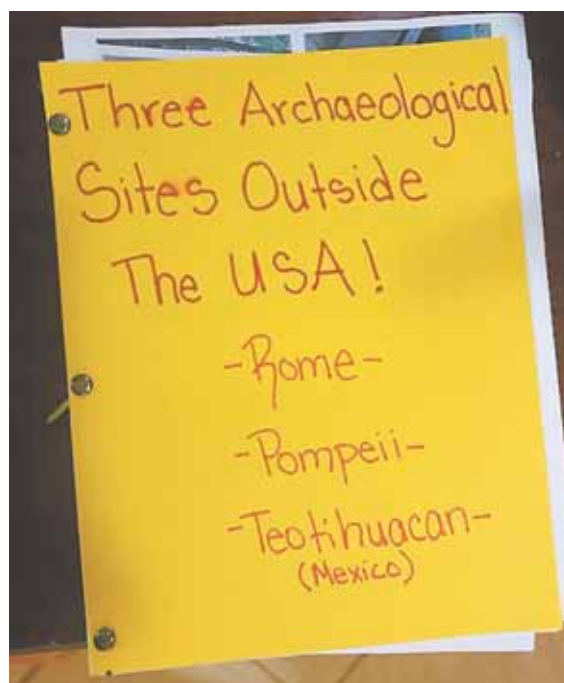 Three Archaeological
Sites Outside
The USA!
-Rome-
-Pompeii-
-Teotihuacan-
(Mexico)